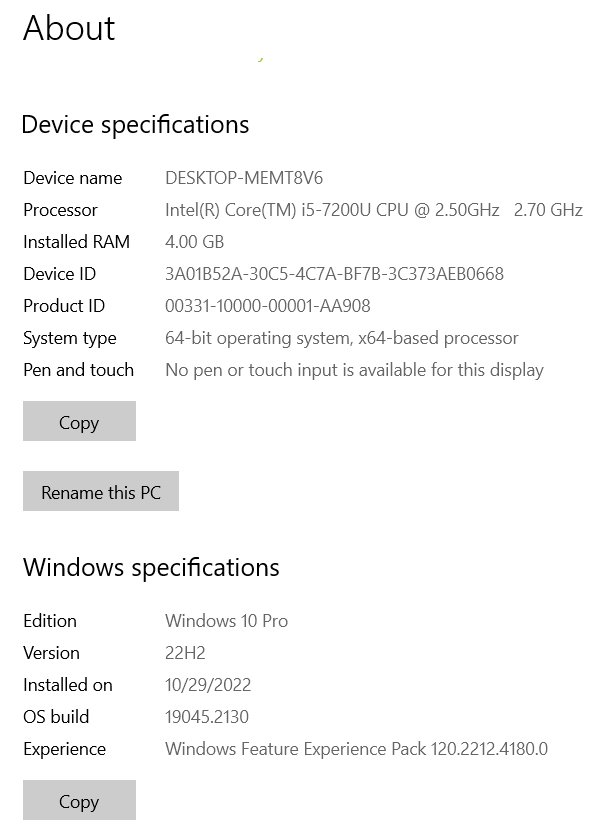 About
Device specifications
Device name DESKTOP-MEMT8V6
Processor Intel(R) Core(TM) i5-7200U CPU @ 2.50GHz 2.70 GHz
Installed RAM 4.00 GB
Device ID 3A01B52A-30C5-4C7A-BF7B-3C373AEB0668
Product ID 00331-10000-00001-AA908
System type 64-bit operating system, x64-based processor
Pen and touch No pen or touch input is available for this display
Copy
Rename this PC
Windows specifications
Edition Windows 10 Pro
Version 22H2
Installed on 10/29/2022
OS build 19045.2130
Experience Windows Feature Experience Pack 120.2212.4180.0
Copy